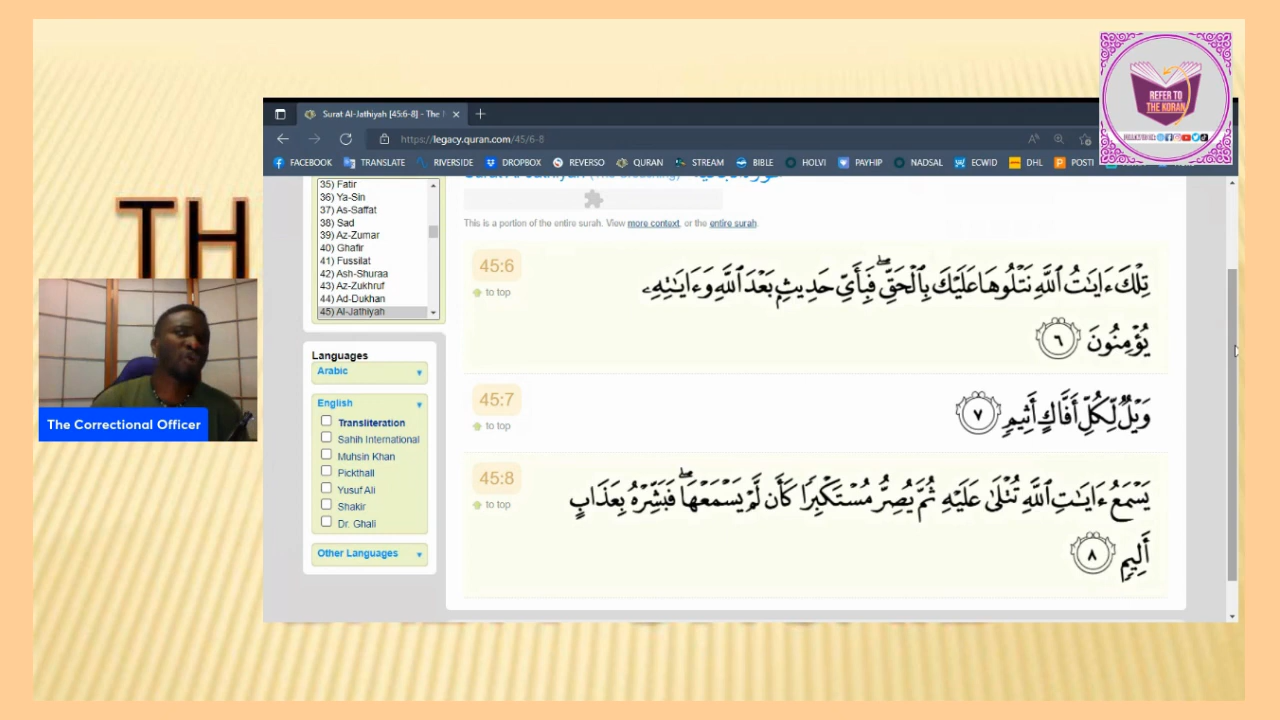 REFER TO
THE KORAN
TH
Surat Al-Jathiyah [45:6-8] - The
https://legacy.quran.com/45/6-8
FACEBOOK TRANSLATE RIVERSIDE DROPBOX REVERSO QURAN STREAM BIBLE HOLVI PAYHIP NADSAL ECWID DHL POSTI
35) Fatir
36) Ya-Sin
37) As-Saffat
38) Sad
39) Az-Zumar
40) Ghafir
41) Fussilat
42) Ash-Shuraa
43) Az-Zukhruf
44) Ad-Dukhan
45) Al-Jathiyah
Languages
Arabic
English
Transliteration
Sahih International
Muhsin Khan
Pickthall
Yusuf Ali
Shakir
Dr. Ghali
Other Languages
This is a portion of the entire surah. View more context, or the entire surah.
45:6
to top
تِلْكَ ءَايَـٰتُ ٱللَّهِ نَتْلُوهَا عَلَيْكَ بِٱلْحَقِّ ۖ فَبِأَىِّ حَدِيثٍۭ بَعْدَ ٱللَّهِ وَءَايَـٰتِهِۦ
يُؤْمِنُونَ ٦
45:7
to top
وَيْلٌ لِّكُلِّ أَفَّاكٍ أَثِيمٍ ٧
45:8
to top
يَسْمَعُ ءَايَـٰتِ ٱللَّهِ تُتْلَىٰ عَلَيْهِ ثُمَّ يُصِرُّ مُسْتَكْبِرًا كَأَن لَّمْ يَسْمَعْهَا ۖ فَبَشِّرْهُ بِعَذَابٍ
أَلِيمٍ ٨
The Correctional Officer